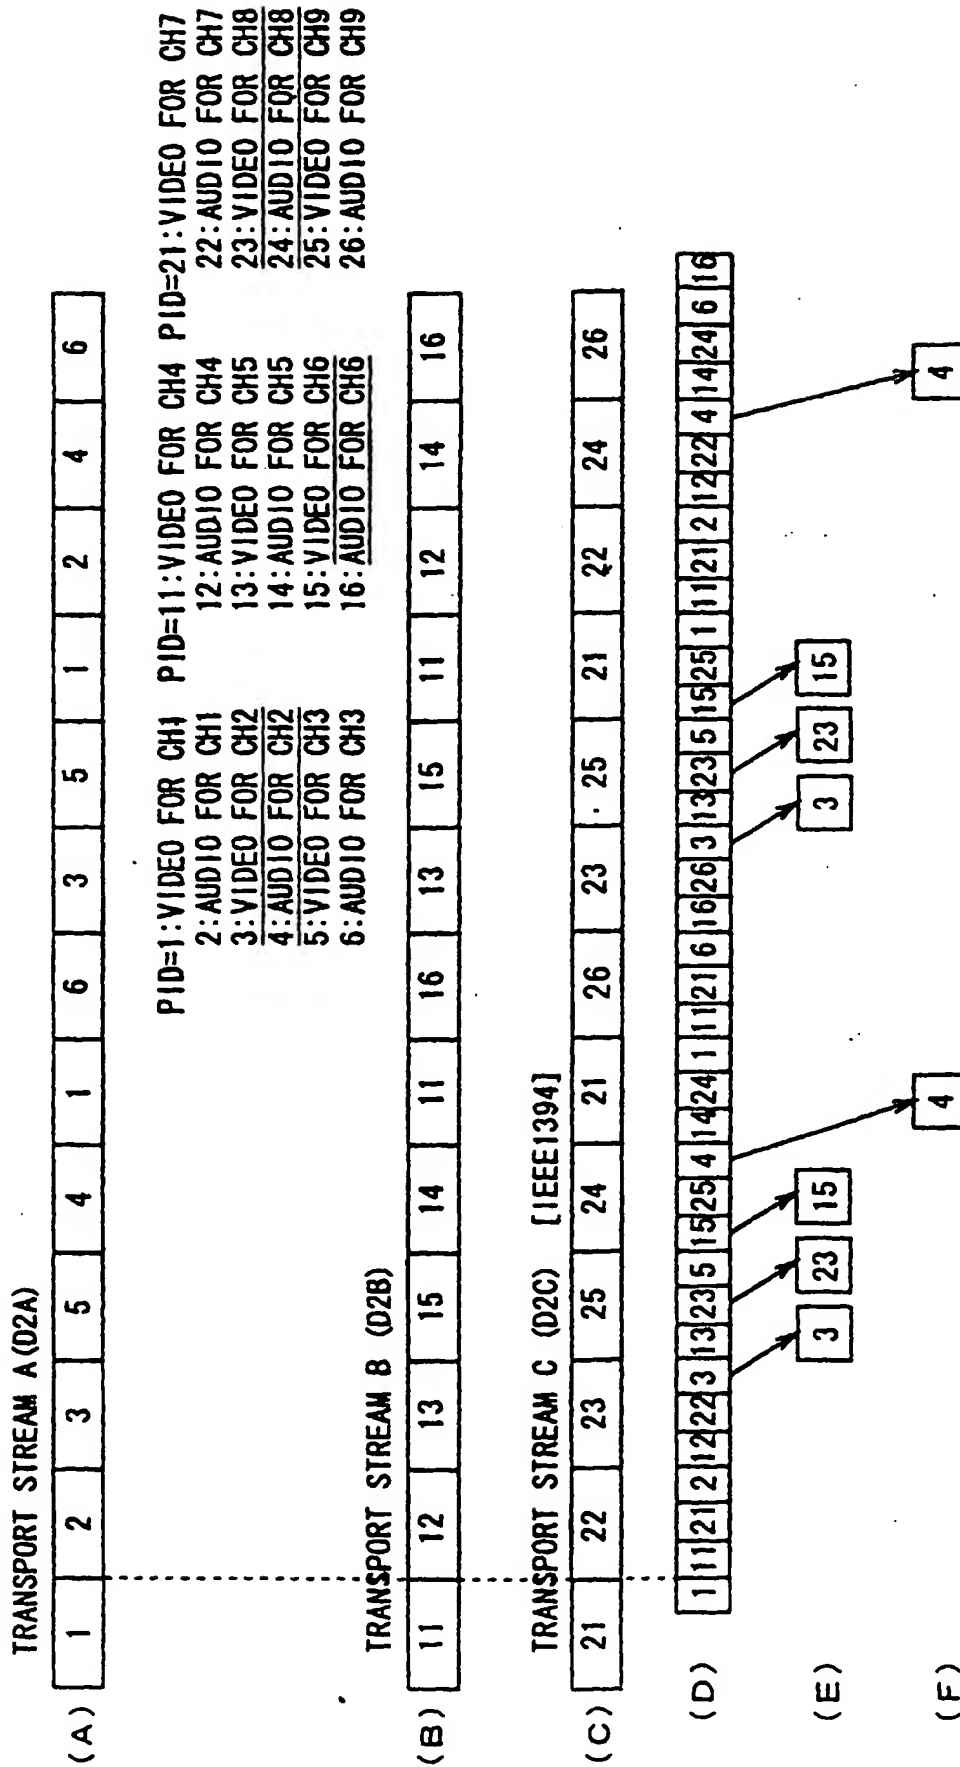 TRANSPORT STREAM A(D2A)
(A) 1 2 3 5 4 1 6 3 5 1 2 4 6
PID=1:VIDEO FOR CH1
2:AUDIO FOR CH1
3:VIDEO FOR CH2
4:AUDIO FOR CH2
5:VIDEO FOR CH3
6:AUDIO FOR CH3
PID=11:VIDEO FOR CH4
12:AUDIO FOR CH4
13:VIDEO FOR CH5
14:AUDIO FOR CH5
15:VIDEO FOR CH6
16:AUDIO FOR CH6
PID=21:VIDEO FOR CH7
22:AUDIO FOR CH7
23:VIDEO FOR CH8
24:AUDIO FOR CH8
25:VIDEO FOR CH9
26:AUDIO FOR CH9
TRANSPORT STREAM B (D2B)
(B) 11 12 13 15 14 11 16 13 15 11 12 14 16
TRANSPORT STREAM C (D2C) [IEEE1394]
(C) 21 22 23 25 24 21 26 23 25 21 22 24 26
(D) 1 11 21 2 12 22 3 13 23 5 15 25 4 14 24 1 11 21 6 16 26 3 13 23 5 15 25 1 11 21 2 12 22 4 14 24 6 16
(E) 3 23 15 3 23 15
(F) 4 4